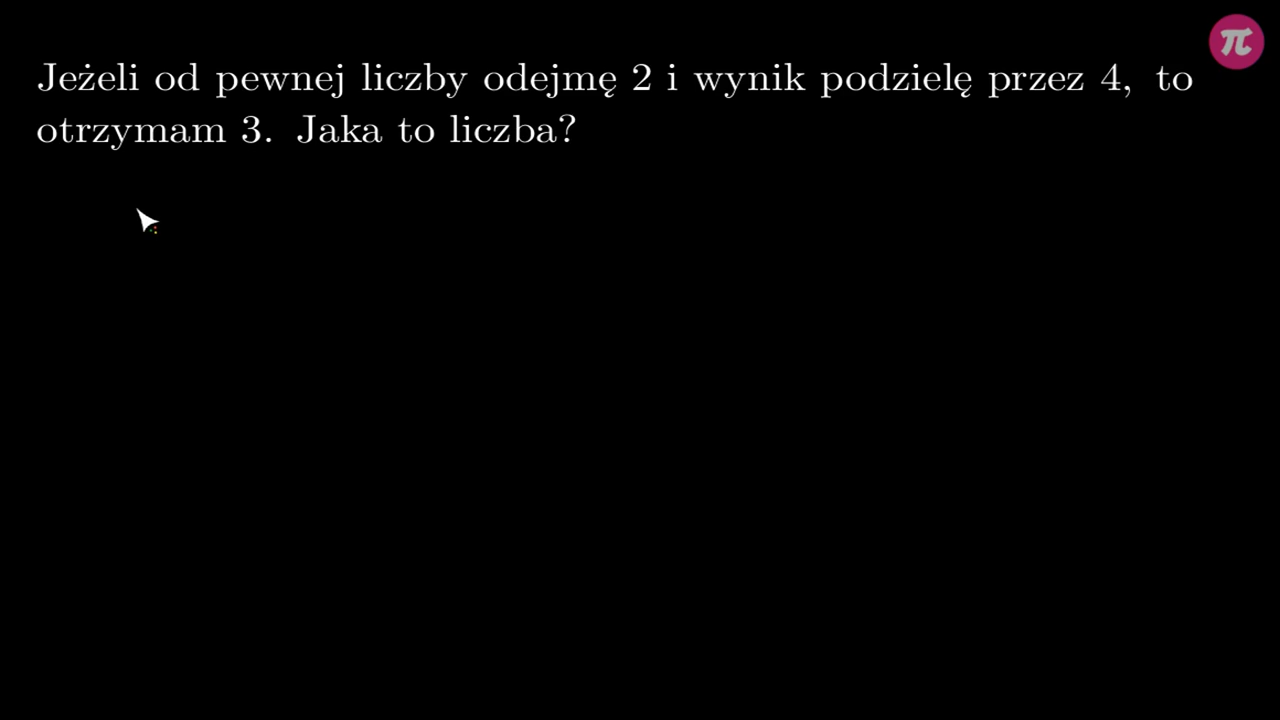 π
Jeżeli od pewnej liczby odejmę 2 i wynik podzielę przez 4, to
otrzymam 3. Jaka to liczba?